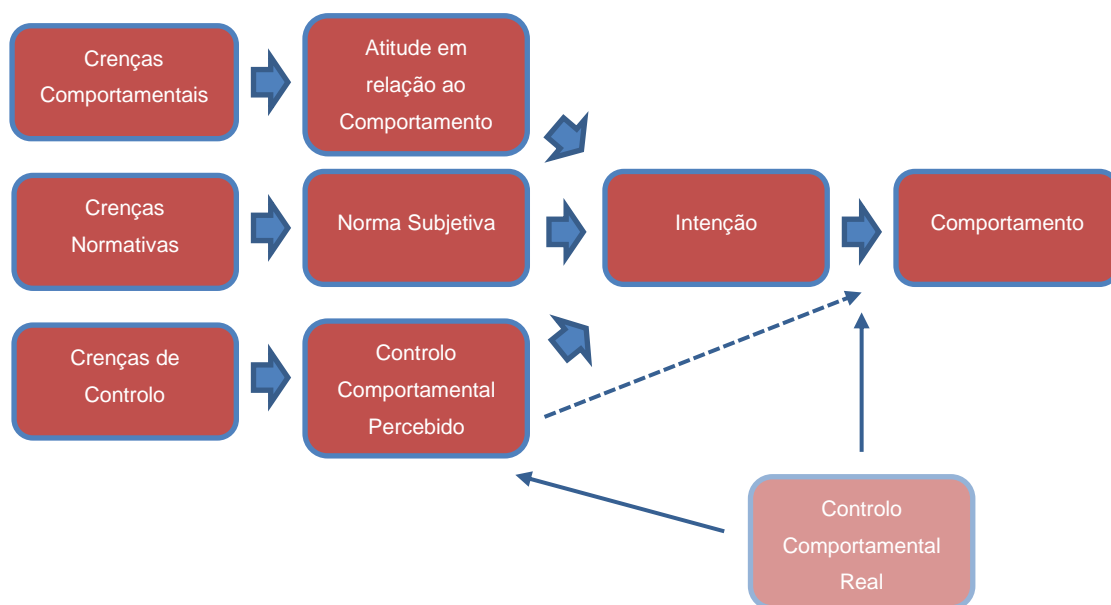 Crenças
Comportamentais
Atitude em
relação ao
Comportamento
Crenças
Normativas
Norma Subjetiva
Intenção
Comportamento
Crenças de
Controlo
Controlo
Comportamental
Percebido
Controlo
Comportamental
Real